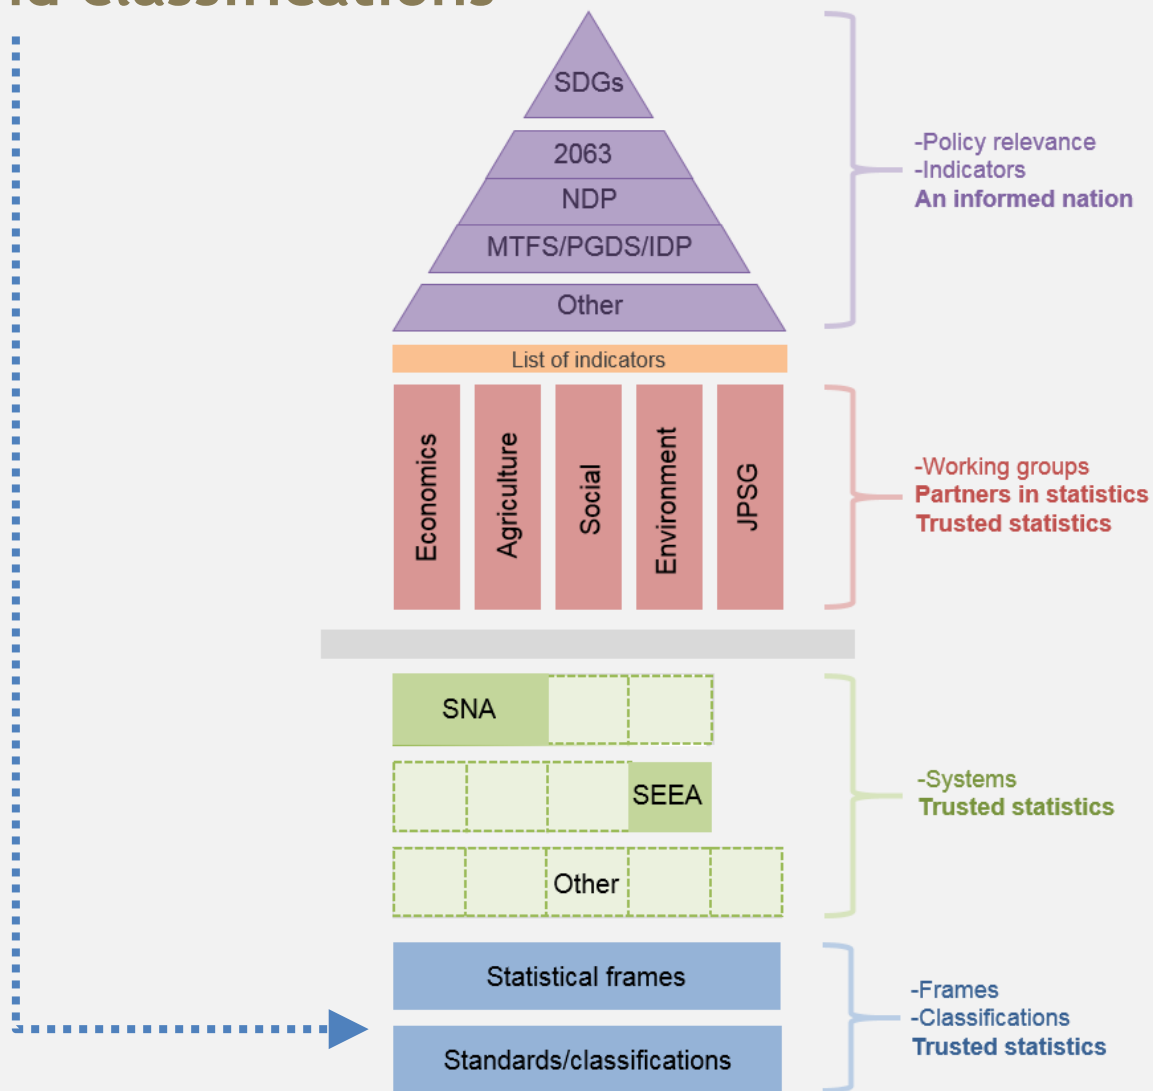 classifications
SDGs
2063
NDP
MTFS/PGDS/IDP
Other
-Policy relevance
-Indicators
An informed nation
List of indicators
Economics
Agriculture
Social
Environment
JPSG
-Working groups
Partners in statistics
Trusted statistics
SNA
SEEA
Other
-Systems
Trusted statistics
Statistical frames
Standards/classifications
-Frames
-Classifications
Trusted statistics